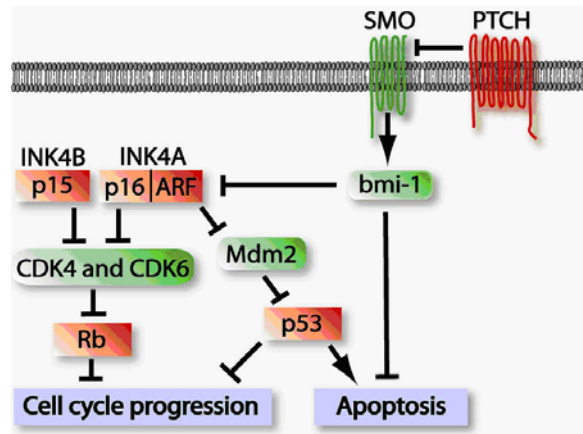 SMO PTCH
INK4B INK4A
p15 p16 ARF bmi-1
CDK4 and CDK6 Mdm2
Rb p53
Cell cycle progression Apoptosis